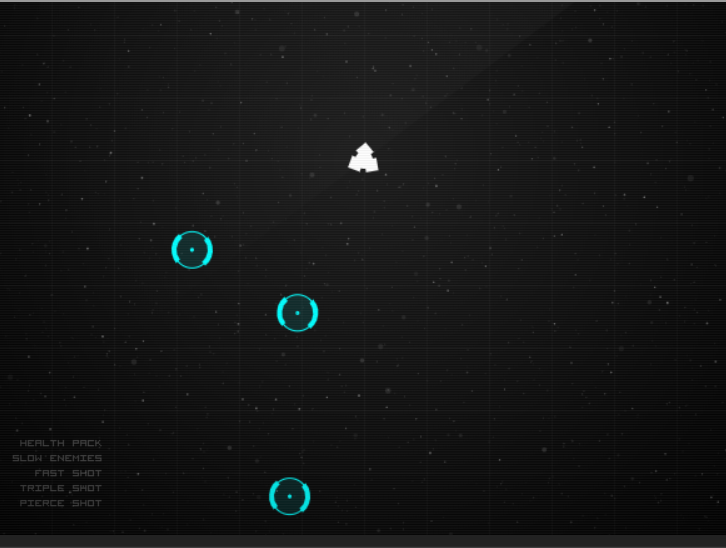 HEALTH PACK
SLOW ENEMIES
FAST SHOT
TRIPLE SHOT
PIERCE SHOT